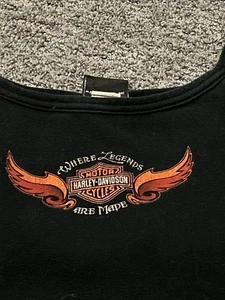 Where Legends
MOTOR
HARLEY-DAVIDSON
CYCLES
are Made